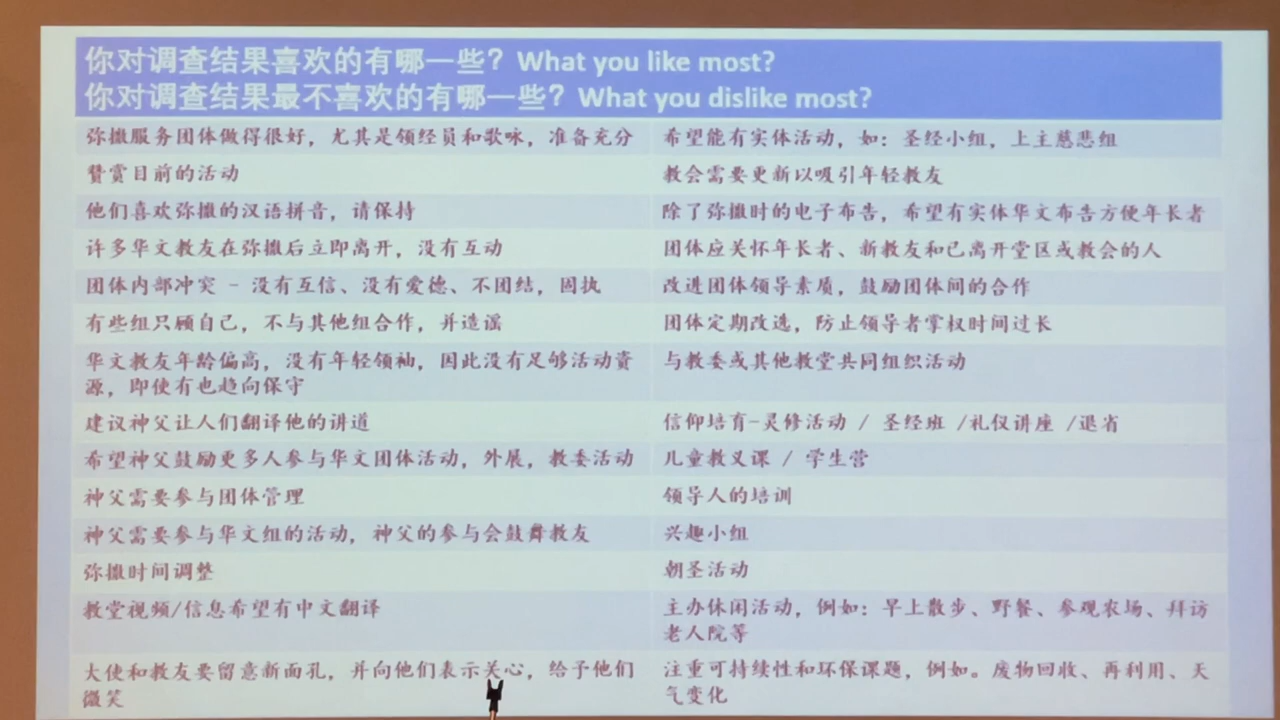 你对调查结果喜欢的有哪一些？What you like most?
你对调查结果最不喜欢的有哪一些？What you dislike most?
弥撒服务团体做得很好，尤其是领经员和歌咏，准备充分
希望能有实体活动，如：圣经小组，上主慈悲组
赞赏目前的活动
教会需要更新以吸引年轻教友
他们喜欢弥撒的汉语拼音，请保持
除了弥撒时的电子布告，希望有实体华文布告方便年长者
许多华文教友在弥撒后立即离开，没有互动
团体应关怀年长者、新教友和已离开堂区或教会的人
团体内部冲突 - 没有互信、没有爱德、不团结，固执
改进团体领导素质，鼓励团体间的合作
有些组只顾自己，不与其他组合作，并造谣
团体定期改选，防止领导者掌权时间过长
华文教友年龄偏高，没有年轻领袖，因此没有足够活动資
源，即使有也趋向保守
与教委或其他教堂共同组织活动
建议神父让人们翻译他的讲道
信仰培育-灵修活动 / 圣经班 /礼仪讲座 /退省
希望神父鼓励更多人参与华文团体活动，外展，教委活动
儿童教义课 / 学生营
神父需要参与团体管理
领导人的培训
神父需要参与华文组的活动，神父的参与会鼓舞教友
兴趣小组
弥撒时间调整
朝圣活动
教堂视频/信息希望有中文翻译
主办休闲活动，例如：早上散步、野餐、参观农场、拜访
老人院等
大使和教友要留意新面孔，并向他们表示关心，给予他们
微笑
注重可持续性和环保课题，例如。废物回收、再利用、天
气变化